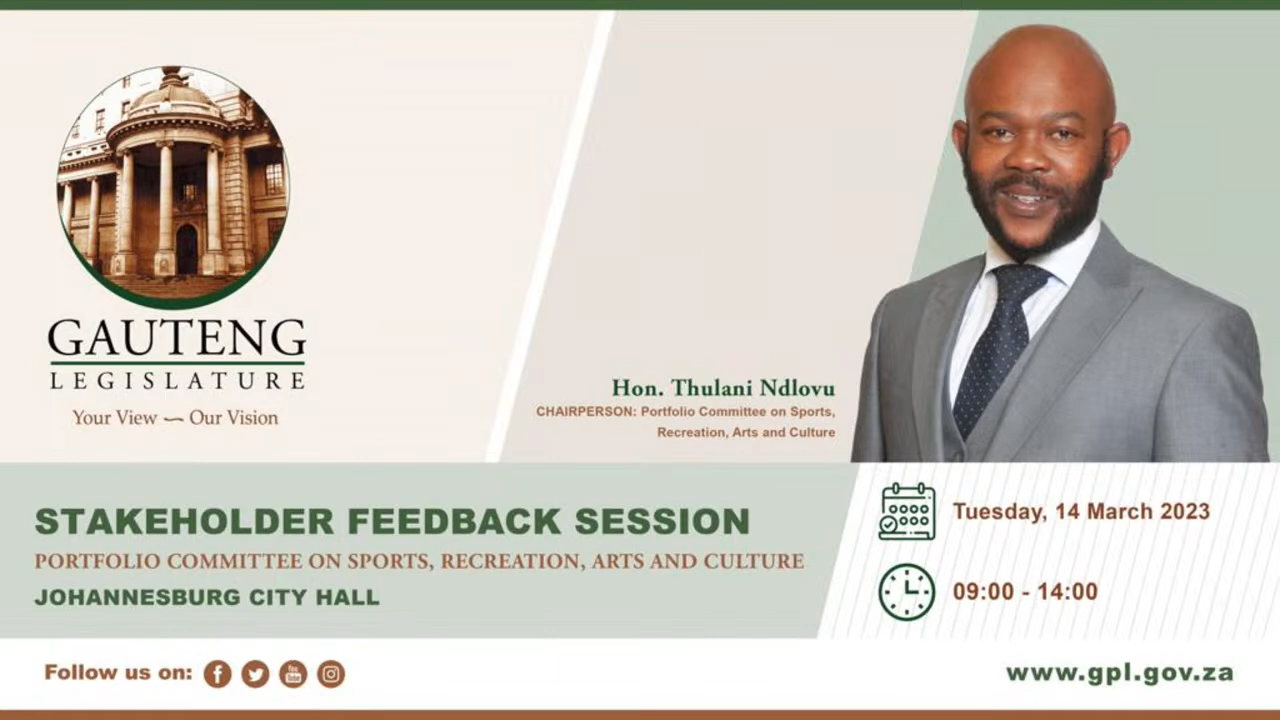 GAUTENG
LEGISLATURE
Your View — Our Vision
Hon. Thulani Ndlovu
CHAIRPERSON: Portfolio Committee on Sports,
Recreation, Arts and Culture
STAKEHOLDER FEEDBACK SESSION
PORTFOLIO COMMITTEE ON SPORTS, RECREATION, ARTS AND CULTURE
JOHANNESBURG CITY HALL
Tuesday, 14 March 2023
09:00 - 14:00
Follow us on:
You
Tube
www.gpl.gov.za